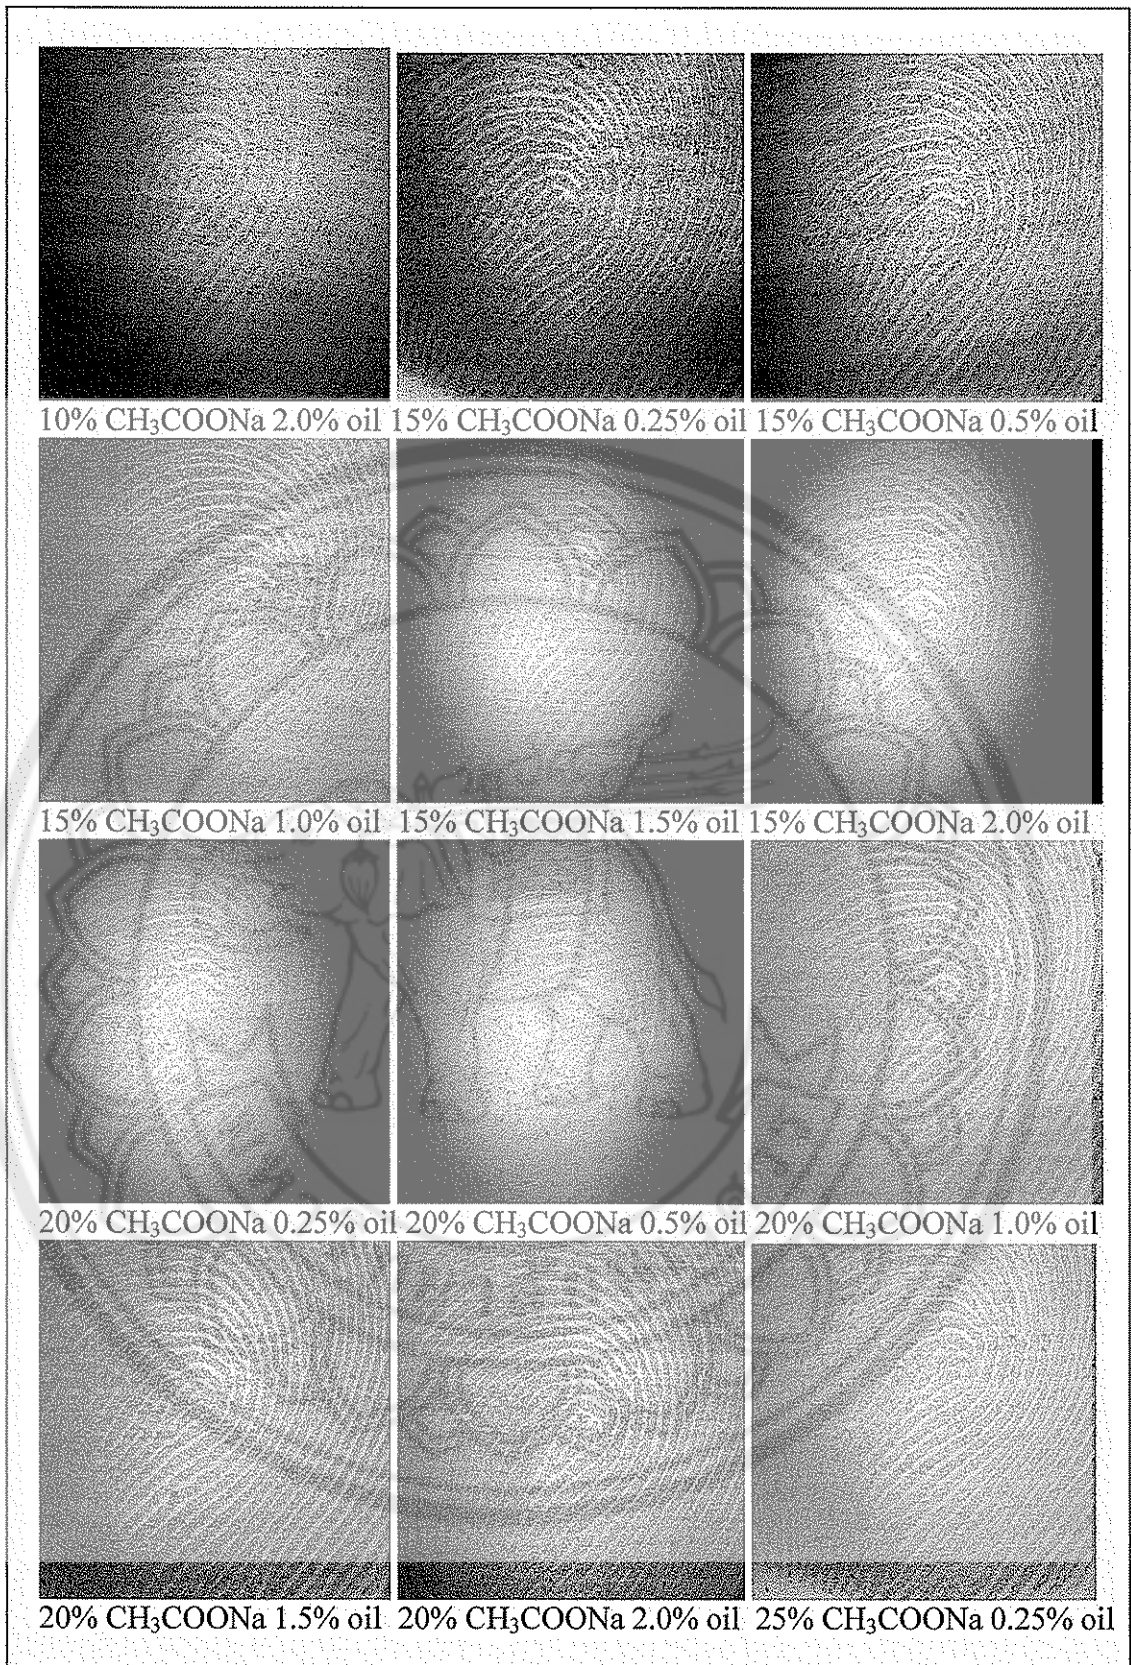 10% CH₃COONa 2.0% oil 15% CH₃COONa 0.25% oil 15% CH₃COONa 0.5% oil
15% CH₃COONa 1.0% oil 15% CH₃COONa 1.5% oil 15% CH₃COONa 2.0% oil
20% CH₃COONa 0.25% oil 20% CH₃COONa 0.5% oil 20% CH₃COONa 1.0% oil
20% CH₃COONa 1.5% oil 20% CH₃COONa 2.0% oil 25% CH₃COONa 0.25% oil